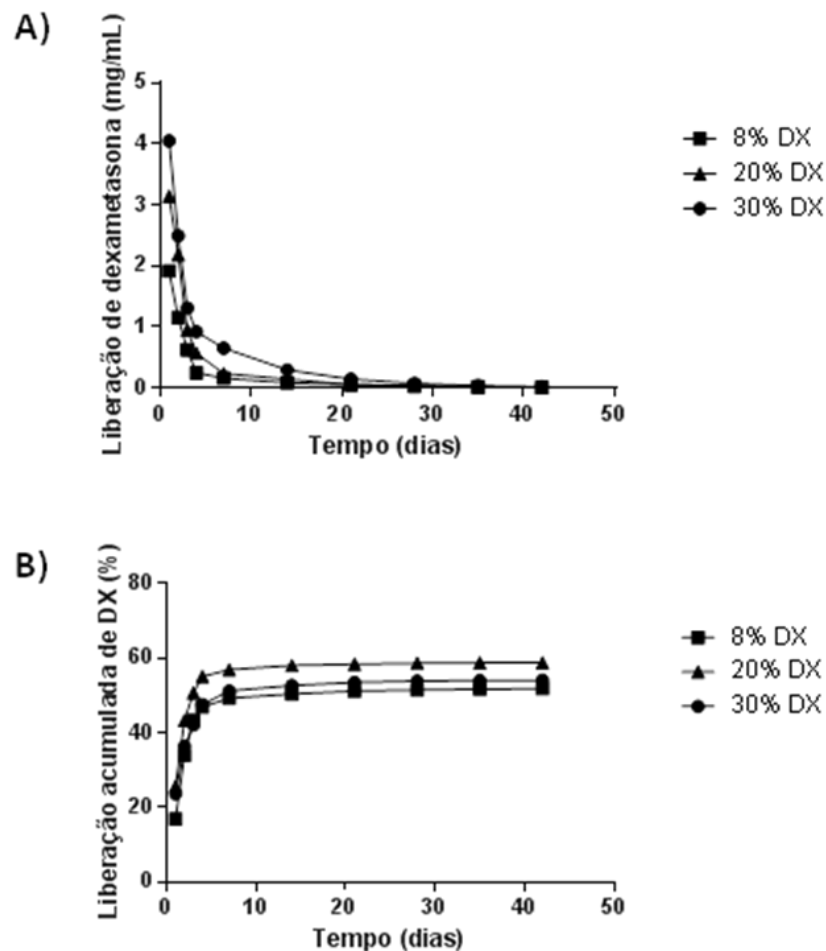 A)
Liberação de dexametasona (mg/mL)
5
4
3
2
1
0
0 10 20 30 40 50
Tempo (dias)
8% DX
20% DX
30% DX
B)
Liberação acumulada de DX (%)
80
60
40
20
0
0 10 20 30 40 50
Tempo (dias)
8% DX
20% DX
30% DX